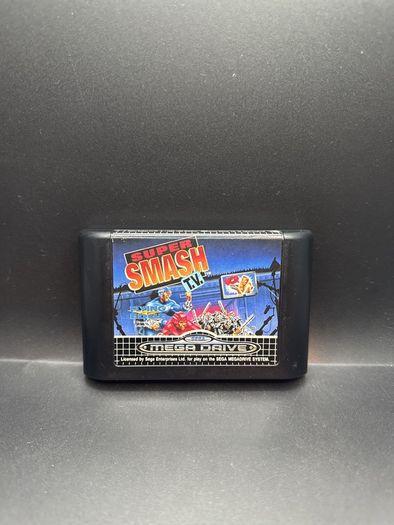 SUPER
SMASH
T.V.
SEGA
MEGA DRIVE
Licensed by Sega Enterprises Ltd. for play on the SEGA MEGADRIVE SYSTEM.